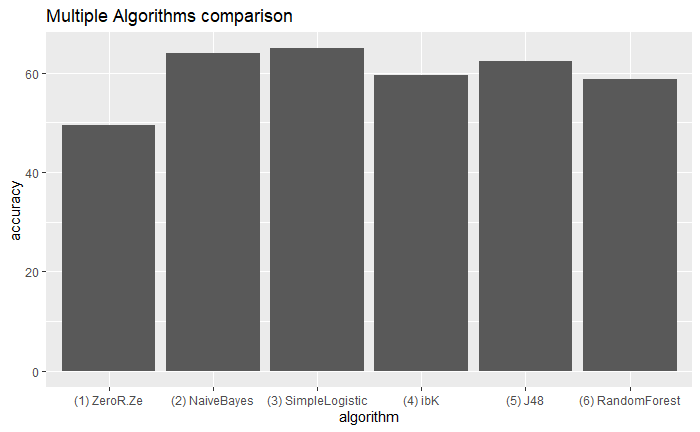 Multiple Algorithms comparison
accuracy
60
40
20
0
(1) ZeroR.Ze
(2) NaiveBayes
(3) SimpleLogistic
(4) ibK
(5) J48
(6) RandomForest
algorithm